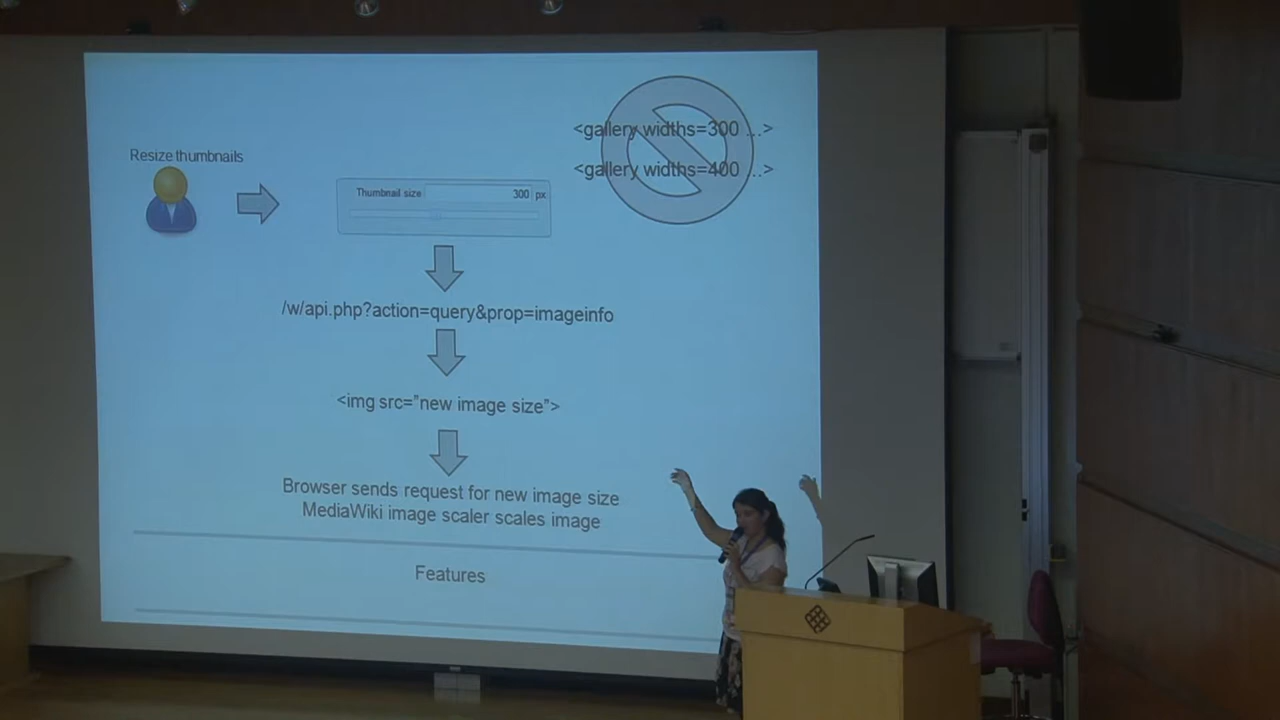 <gallery widths=300 ...>
<gallery widths=400 ...>
Resize thumbnails
Thumbnail size 300 px
/w/api.php?action=query&prop=imageinfo
<img src="new image size">
Browser sends request for new image size
MediaWiki image scaler scales image
Features